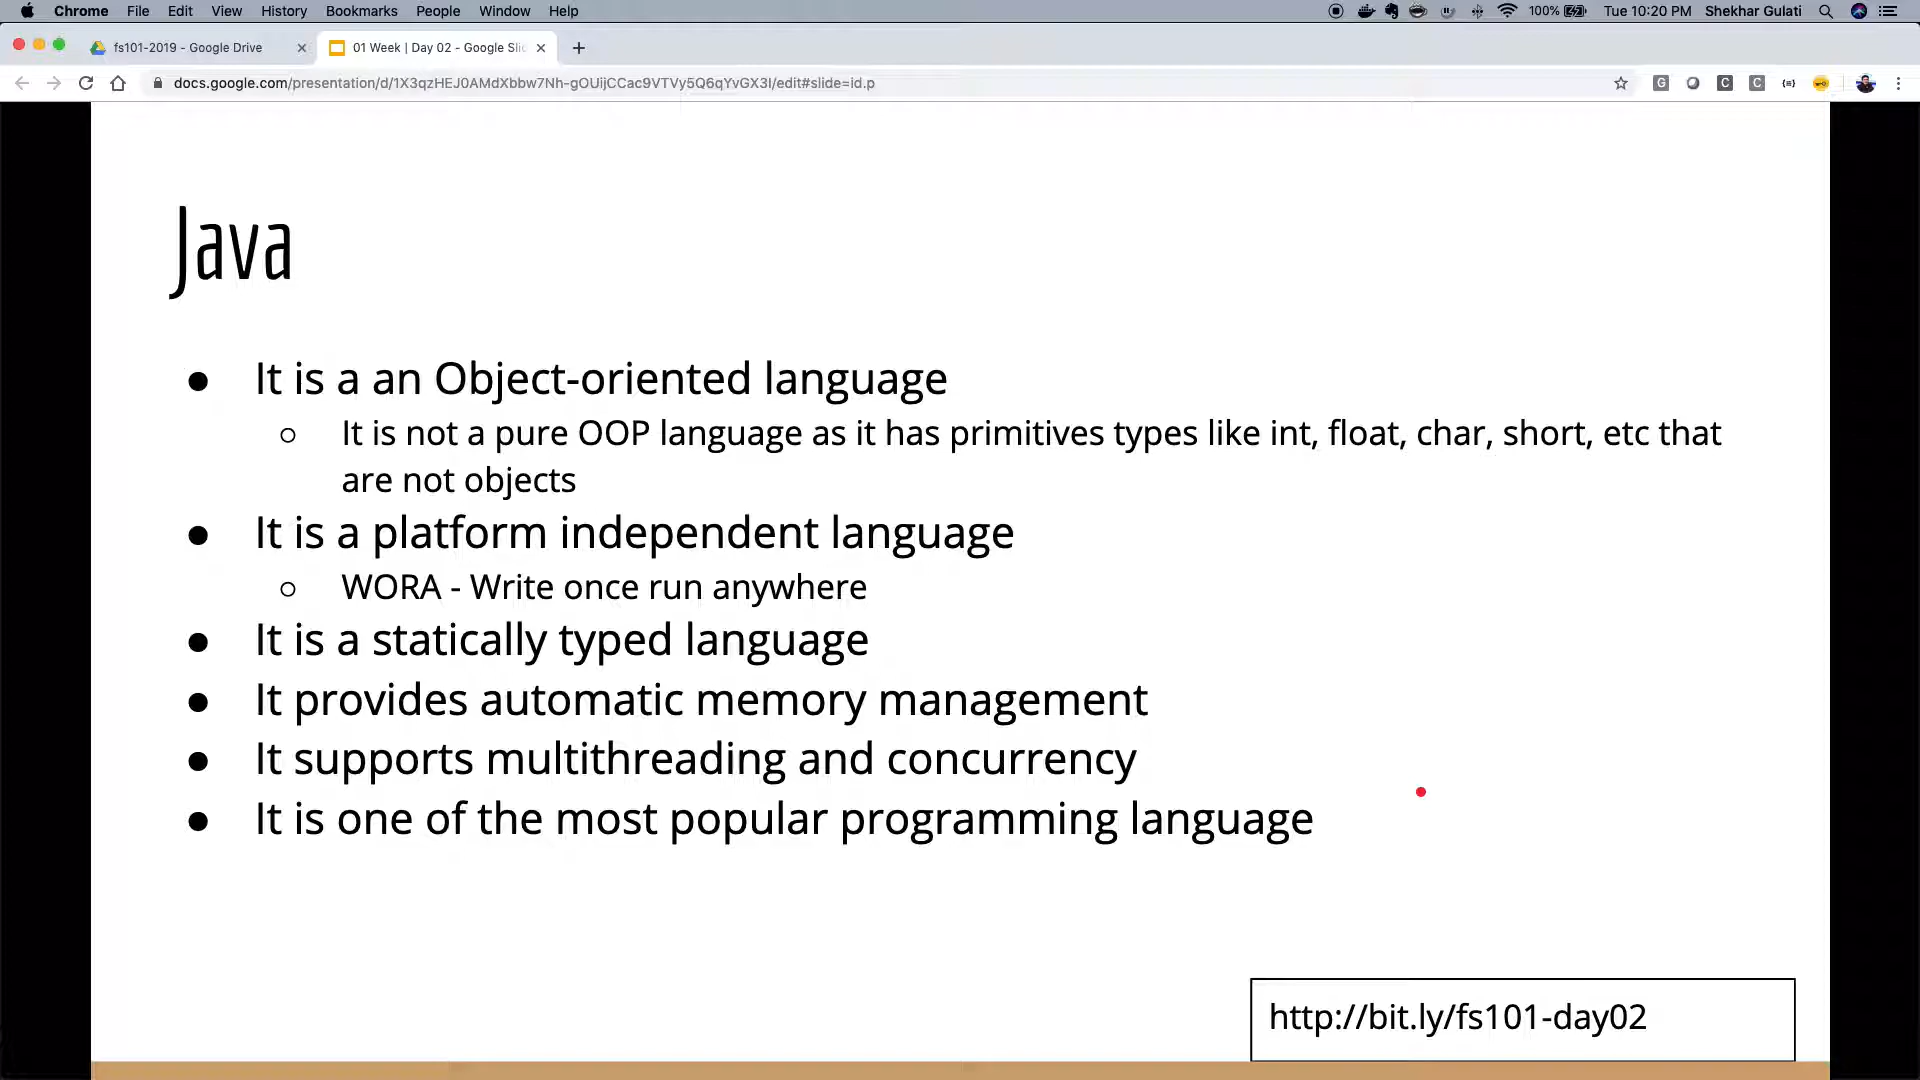 Chrome File Edit View History Bookmarks People Window Help 100% Tue 10:20 PM Shekhar Gulati
fs101-2019 - Google Drive 01 Week | Day 02 - Google Slid
docs.google.com/presentation/d/1X3qzHEJ0AMdXbbw7Nh-gOUijCCac9VTVy5Q6qYvGX3I/edit#slide=id.p
Java
It is a an Object-oriented language
It is not a pure OOP language as it has primitives types like int, float, char, short, etc that
are not objects
It is a platform independent language
WORA - Write once run anywhere
It is a statically typed language
It provides automatic memory management
It supports multithreading and concurrency
It is one of the most popular programming language
http://bit.ly/fs101-day02